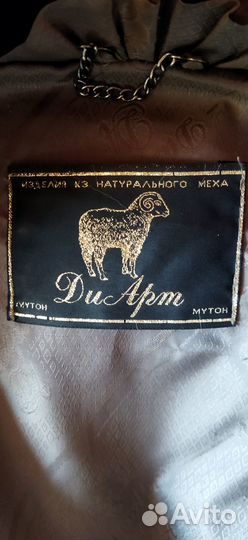 ИЗДЕЛИЯ ИЗ НАТУРАЛЬНОГО МЕХА
ДиАрт
МУТОН МУТОН
Avito